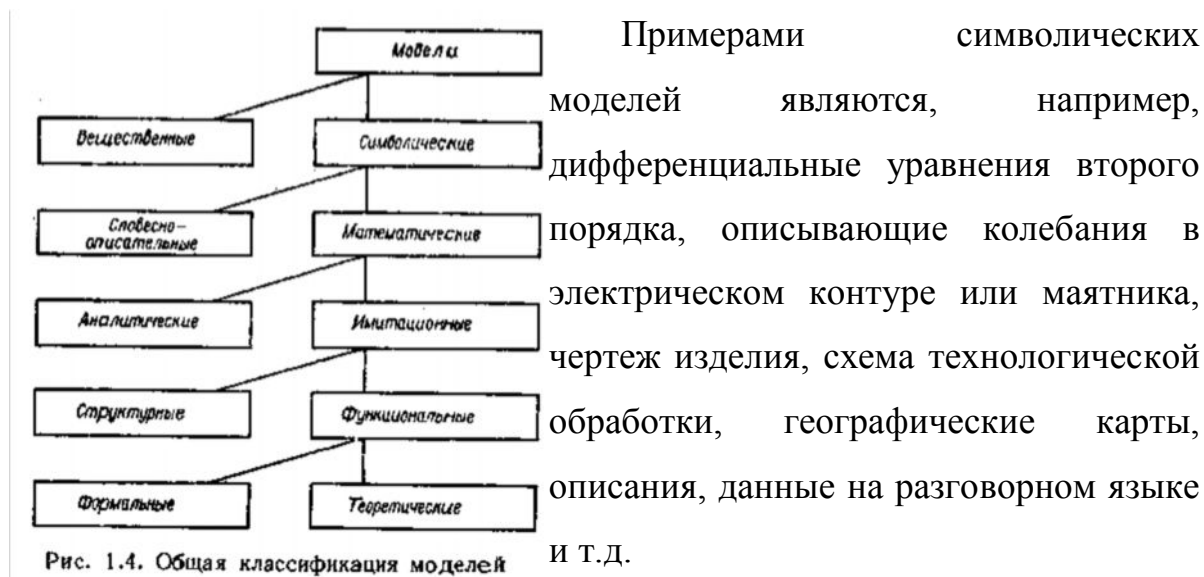 Модели
Вещественные
Символические
Словесно-
описательные
Математические
Аналитические
Имитационные
Структурные
Функциональные
Формальные
Теоретические
Рис. 1.4. Общая классификация моделей
Примерами символических
моделей являются, например,
дифференциальные уравнения второго
порядка, описывающие колебания в
электрическом контуре или маятника,
чертеж изделия, схема технологической
обработки, географические карты,
описания, данные на разговорном языке
и т.д.